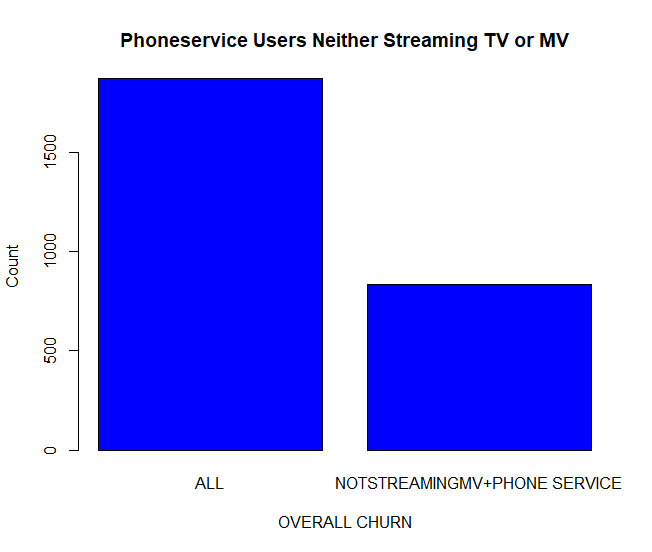 Phoneservice Users Neither Streaming TV or MV
Count
1500
1000
500
0
ALL
NOTSTREAMINGMV+PHONE SERVICE
OVERALL CHURN